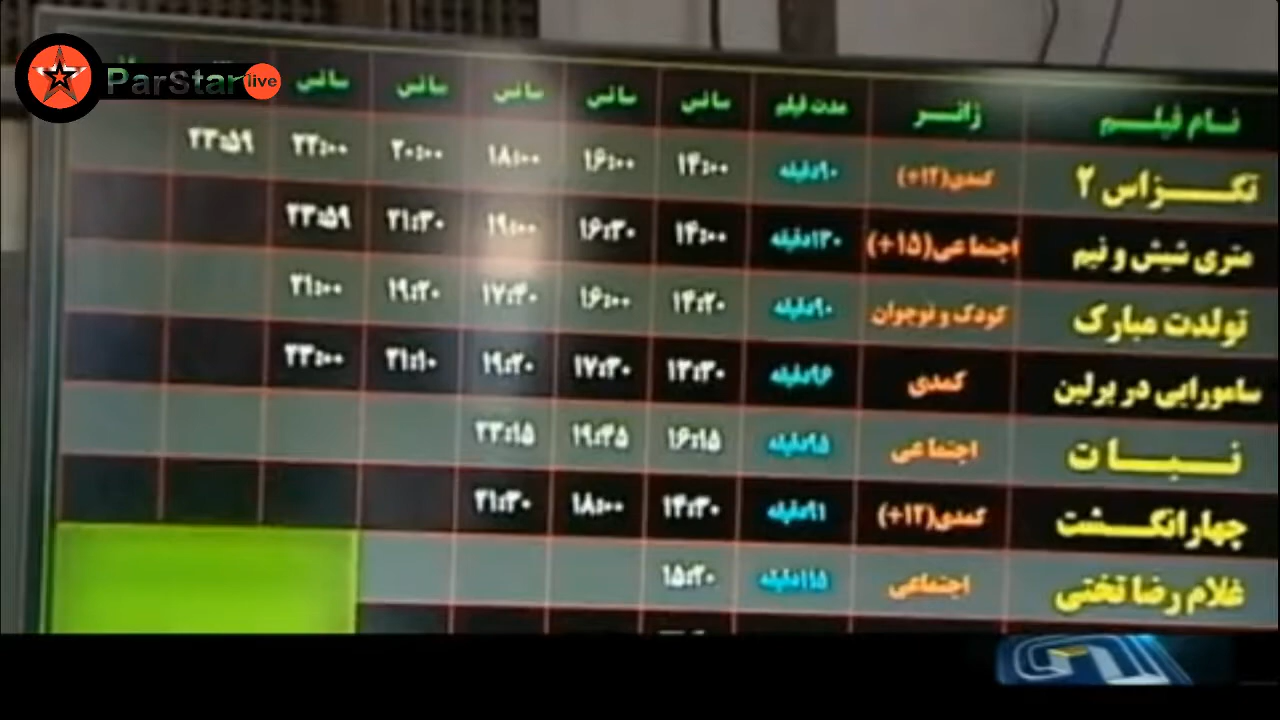 ParStar live
نام فیلم ژانر مدت فیلم سانس سانس سانس سانس سانس
تگزاس ۲ کمدی(۱۲+) ۹۰دقیقه ۱۴:۰۰ ۱۶:۰۰ ۱۸:۰۰ ۲۰:۰۰ ۲۲:۰۰ ۲۳:۵۹
متری شیش و نیم اجتماعی(۱۵+) ۱۳۰دقیقه ۱۴:۰۰ ۱۶:۳۰ ۱۹:۰۰ ۲۱:۳۰ ۲۳:۵۹
تولدت مبارک کودک و نوجوان ۹۰دقیقه ۱۴:۲۰ ۱۶:۰۰ ۱۷:۴۰ ۱۹:۲۰ ۲۱:۰۰
سامورایی در برلین کمدی ۹۶دقیقه ۱۳:۳۰ ۱۷:۳۰ ۱۹:۲۰ ۲۱:۱۰ ۲۳:۰۰
نبات اجتماعی ۹۵دقیقه ۱۶:۱۵ ۱۹:۴۵ ۲۳:۱۵
چهارانگشت کمدی(۱۲+) ۹۱دقیقه ۱۴:۳۰ ۱۸:۰۰ ۲۱:۳۰
غلام رضا تختی اجتماعی ۱۱۵دقیقه ۱۵:۲۰